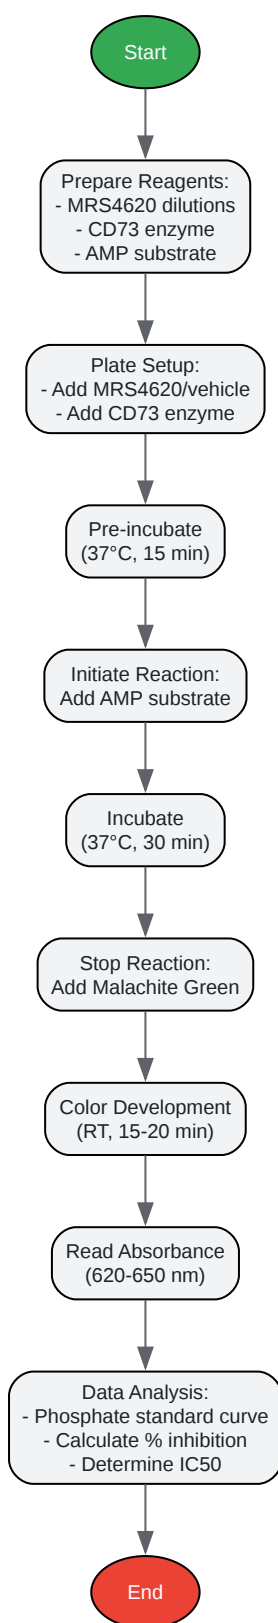 Start
Prepare Reagents:
- MRS4620 dilutions
- CD73 enzyme
- AMP substrate
Plate Setup:
- Add MRS4620/vehicle
- Add CD73 enzyme
Pre-incubate
(37°C, 15 min)
Initiate Reaction:
Add AMP substrate
Incubate
(37°C, 30 min)
Stop Reaction:
Add Malachite Green
Color Development
(RT, 15-20 min)
Read Absorbance
(620-650 nm)
Data Analysis:
- Phosphate standard curve
- Calculate % inhibition
- Determine IC50
End